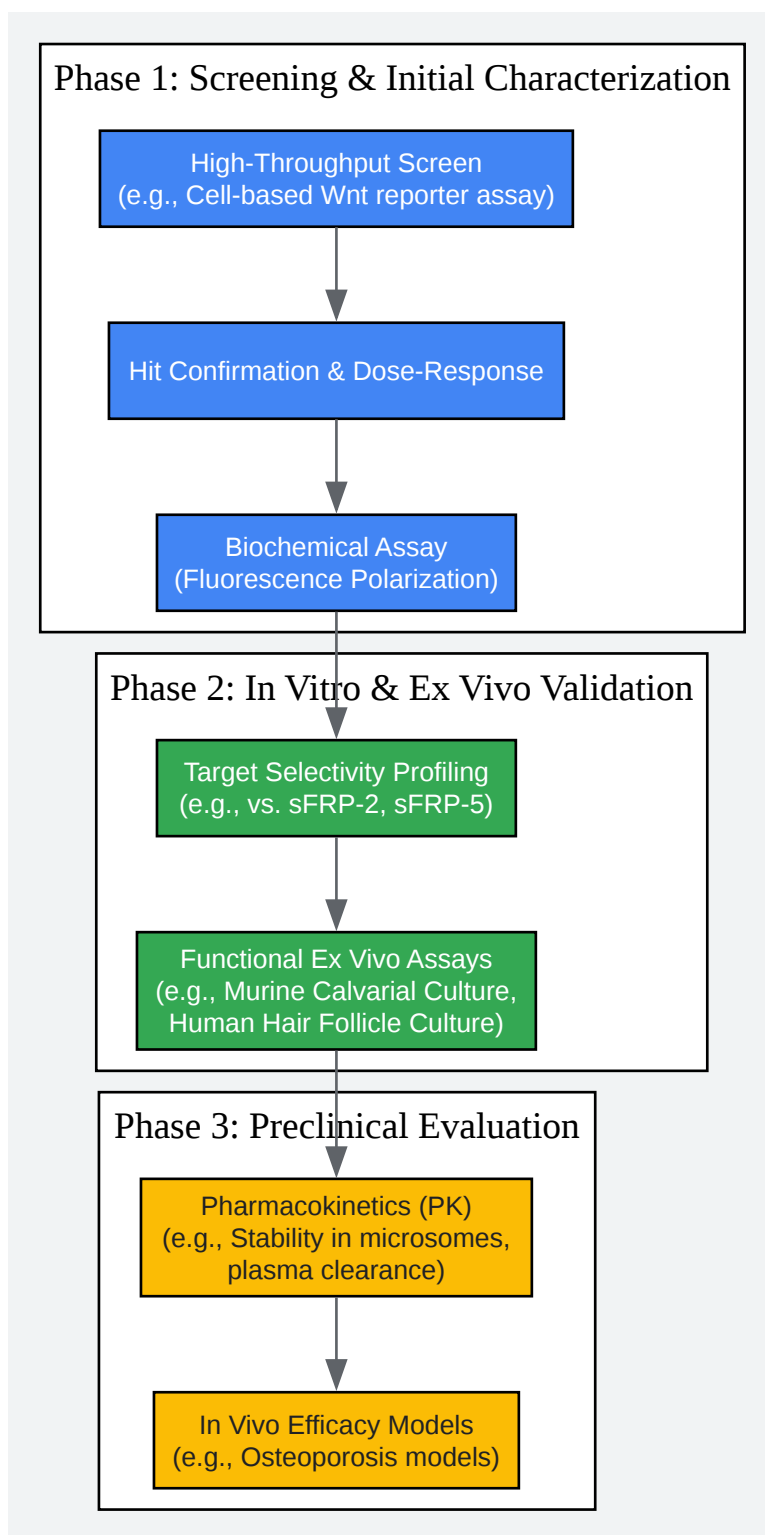 Phase 1: Screening & Initial Characterization
High-Throughput Screen
(e.g., Cell-based Wnt reporter assay)
Hit Confirmation & Dose-Response
Biochemical Assay
(Fluorescence Polarization)
Phase 2: In Vitro & Ex Vivo Validation
Target Selectivity Profiling
(e.g., vs. sFRP-2, sFRP-5)
Functional Ex Vivo Assays
(e.g., Murine Calvarial Culture,
Human Hair Follicle Culture)
Phase 3: Preclinical Evaluation
Pharmacokinetics (PK)
(e.g., Stability in microsomes,
plasma clearance)
In Vivo Efficacy Models
(e.g., Osteoporosis models)